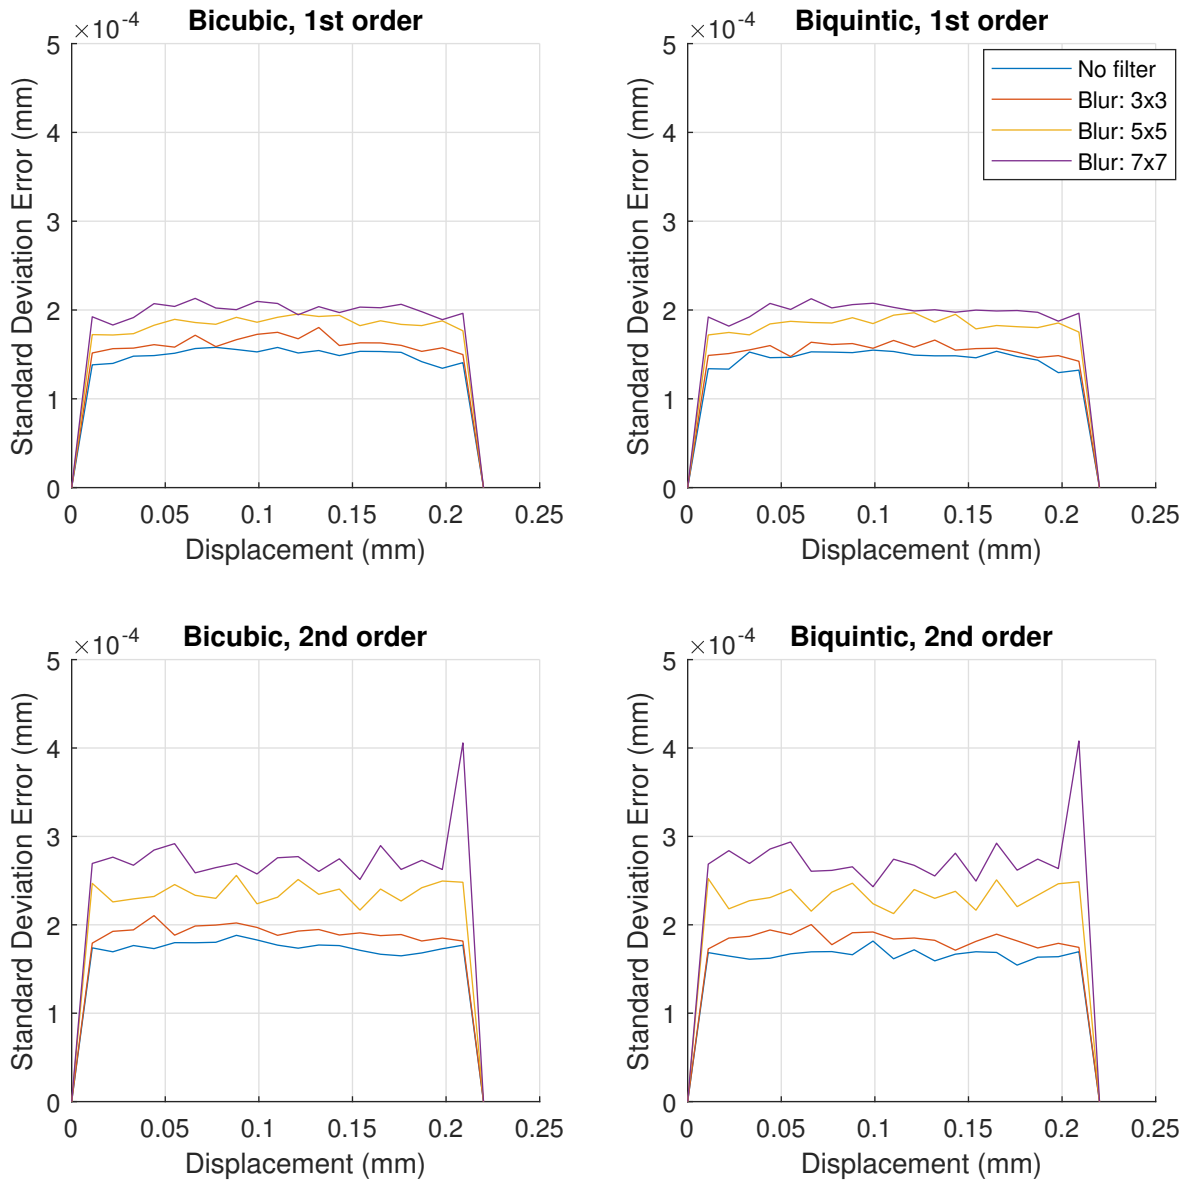 Bicubic, 1st order
×10-4
5
4
3
2
1
0
Standard Deviation Error (mm)
0 0.05 0.1 0.15 0.2 0.25
Displacement (mm)
Biquintic, 1st order
×10-4
5
4
3
2
1
0
Standard Deviation Error (mm)
No filter
Blur: 3x3
Blur: 5x5
Blur: 7x7
0 0.05 0.1 0.15 0.2 0.25
Displacement (mm)
Bicubic, 2nd order
×10-4
5
4
3
2
1
0
Standard Deviation Error (mm)
0 0.05 0.1 0.15 0.2 0.25
Displacement (mm)
Biquintic, 2nd order
×10-4
5
4
3
2
1
0
Standard Deviation Error (mm)
0 0.05 0.1 0.15 0.2 0.25
Displacement (mm)